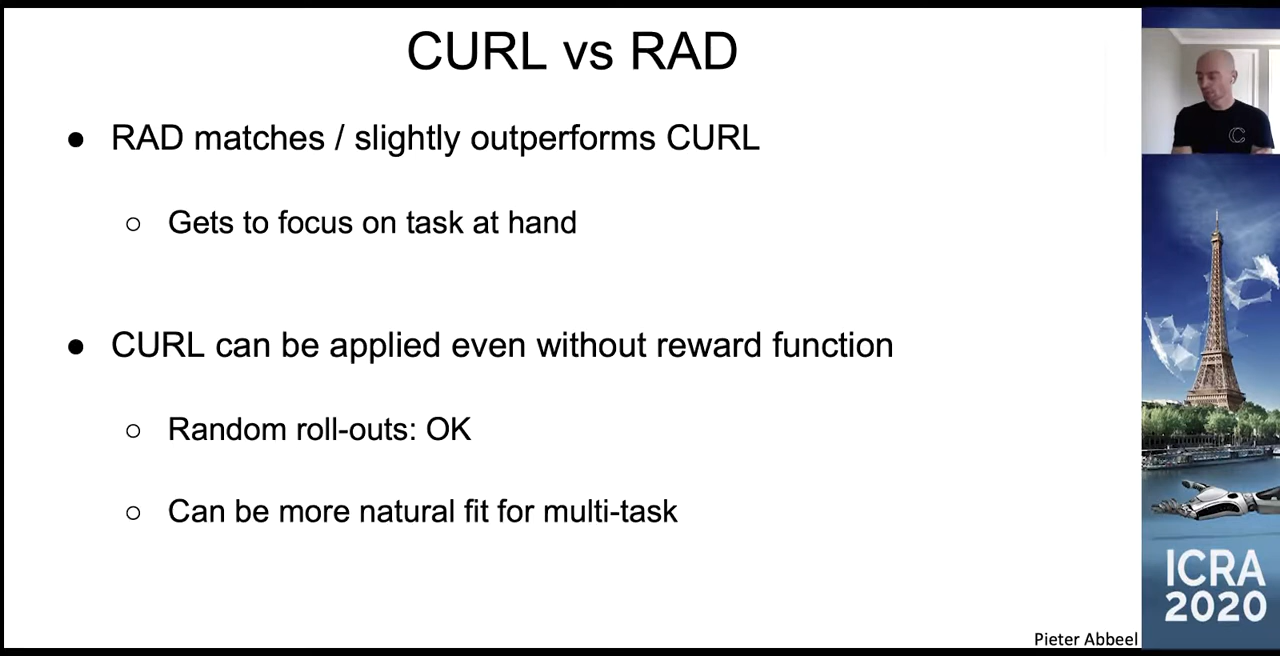 CURL vs RAD
● RAD matches / slightly outperforms CURL
○ Gets to focus on task at hand
● CURL can be applied even without reward function
○ Random roll-outs: OK
○ Can be more natural fit for multi-task
Pieter Abbeel
C
ICRA
2020